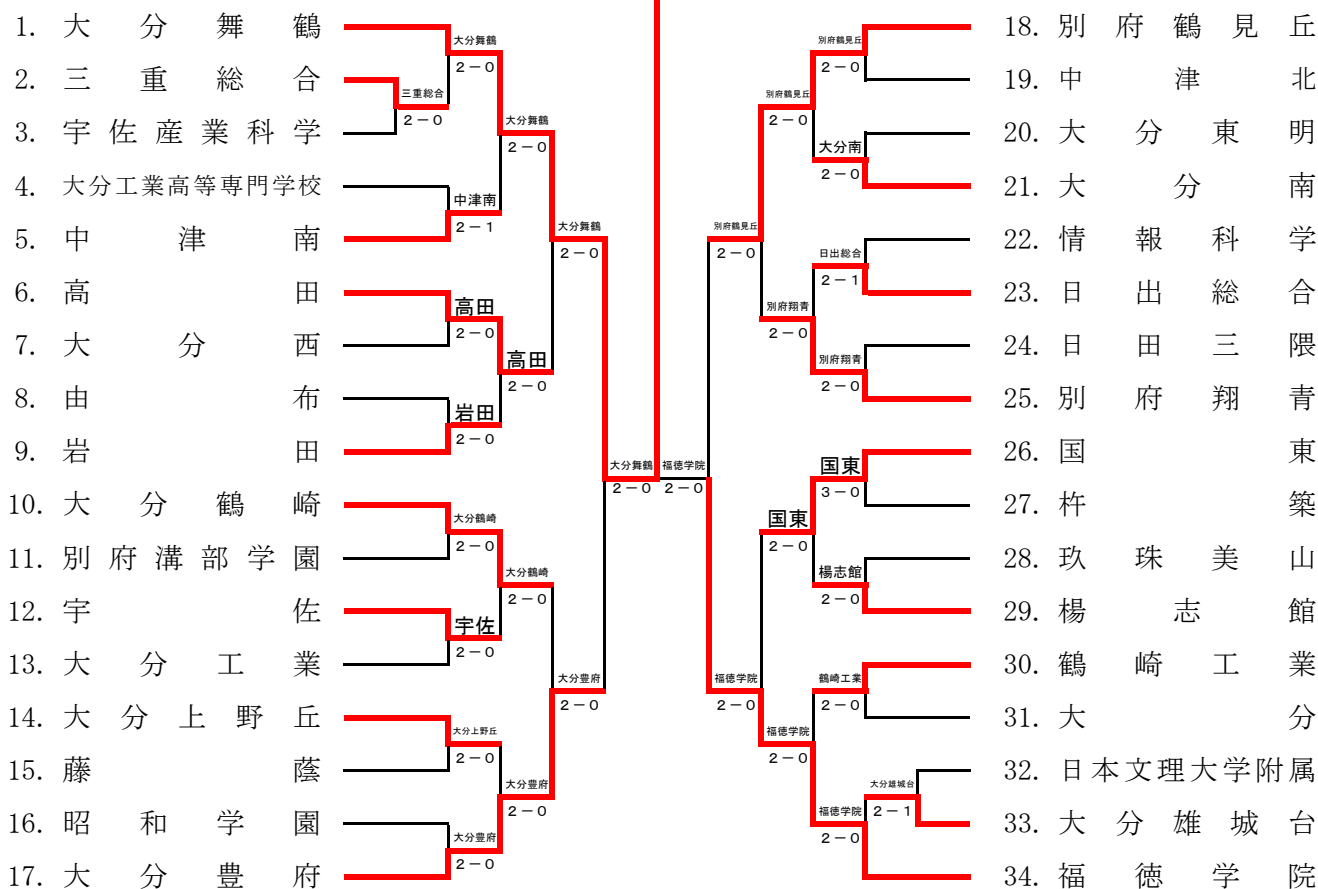 1. 大分舞鶴
2. 三重総合
3. 宇佐産業科学
4. 大分工業高等専門学校
5. 中津南
6. 高田
7. 大分西
8. 由布
9. 岩田
10. 大分鶴崎
11. 別府溝部学園
12. 宇佐
13. 大分工業
14. 大分上野丘
15. 藤蔭
16. 昭和学園
17. 大分豊府
三重総合
2-0
大分舞鶴
2-0
中津南
2-1
高田
2-0
岩田
2-0
大分鶴崎
2-0
宇佐
2-0
大分上野丘
2-0
大分豊府
2-0
大分舞鶴
2-0
高田
2-0
大分鶴崎
2-0
大分豊府
2-0
大分舞鶴
2-0
大分豊府
2-0
大分舞鶴
2-0
福徳学院
2-0
別府鶴見丘
2-0
福徳学院
2-0
別府鶴見丘
2-0
別府翔青
2-0
国東
2-0
福徳学院
2-0
別府鶴見丘
2-0
大分南
2-0
日出総合
2-1
別府翔青
2-0
国東
3-0
楊志館
2-0
鶴崎工業
2-0
福徳学院
2-0
大分雄城台
2-1
18. 別府鶴見丘
19. 中津北
20. 大分東明
21. 大分南
22. 情報科学
23. 日出総合
24. 日田三隈
25. 別府翔青
26. 国東
27. 杵築
28. 玖珠美山
29. 楊志館
30. 鶴崎工業
31. 大分
32. 日本文理大学附属
33. 大分雄城台
34. 福徳学院